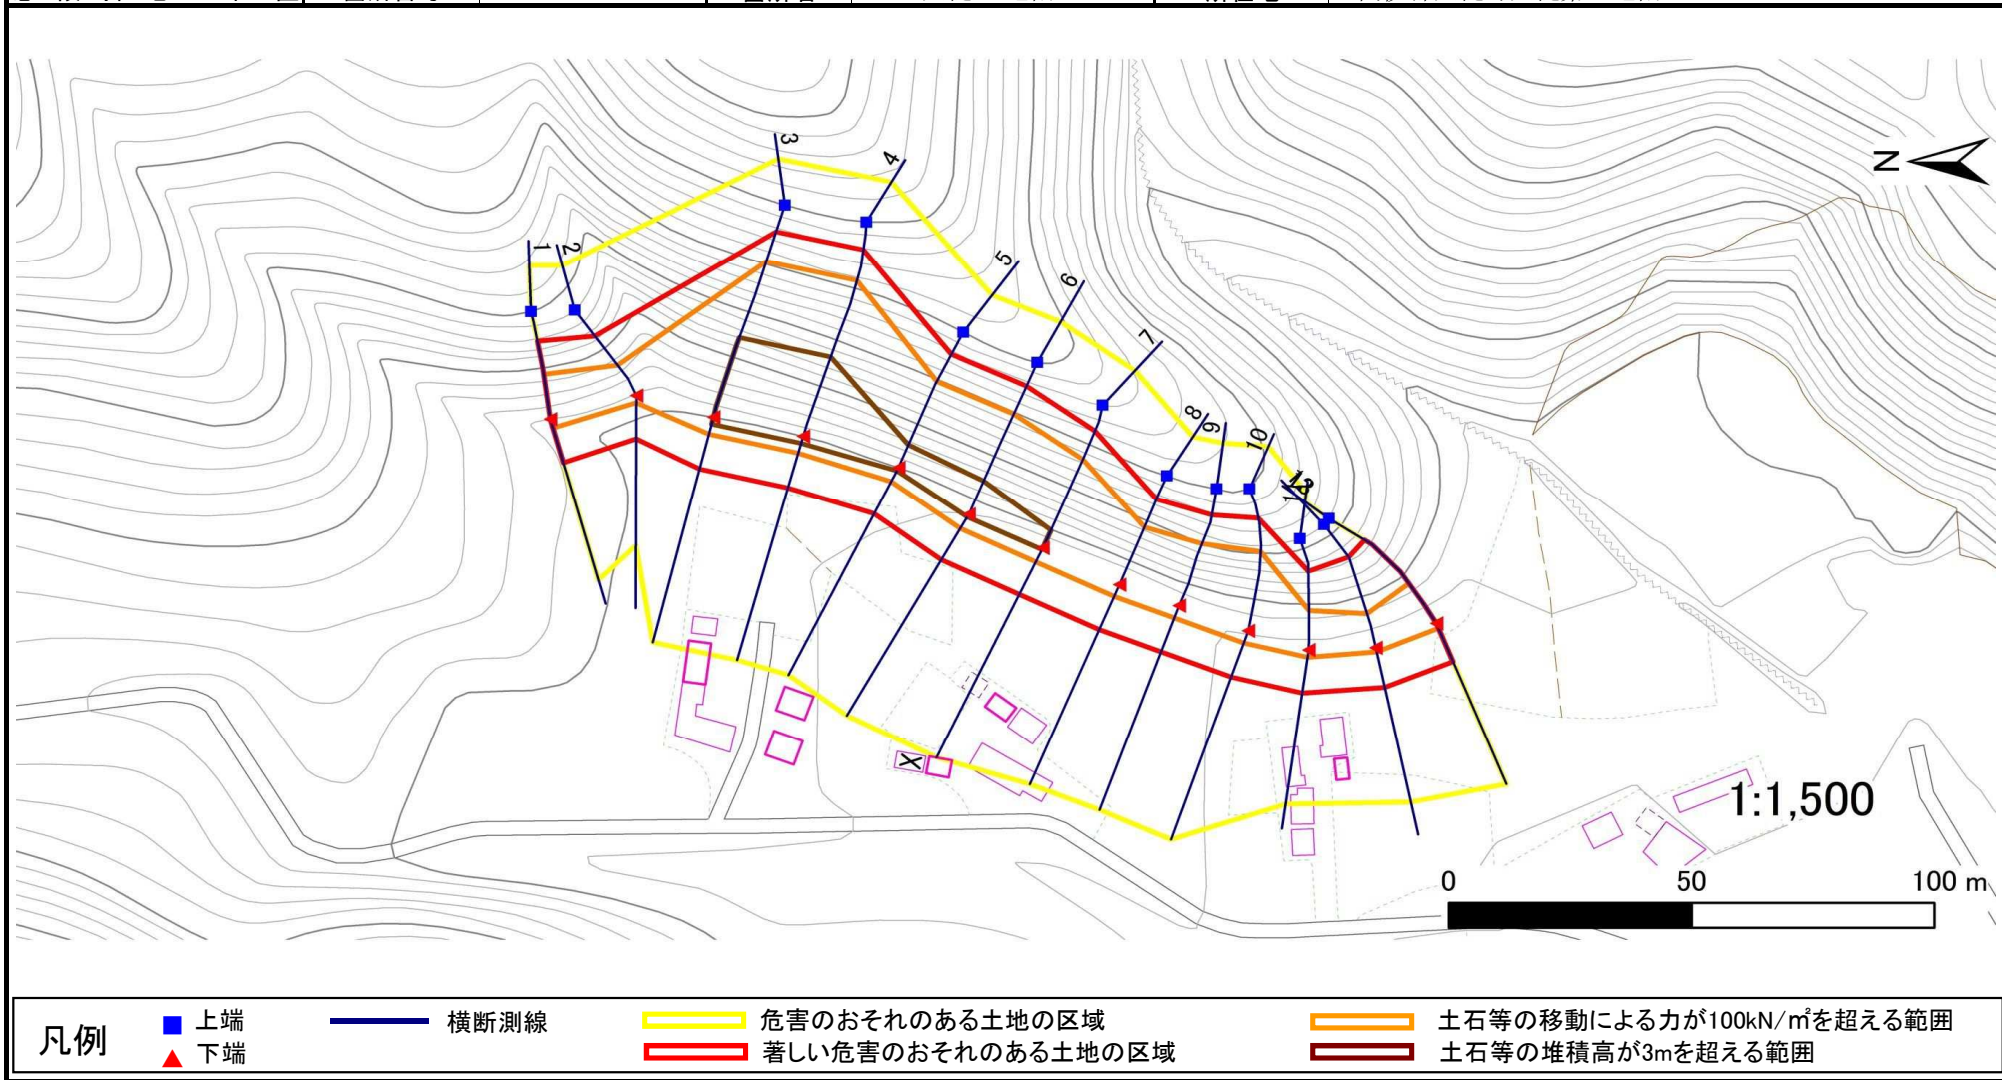 3
4
1
2
5
6
7
8
9
10
13
N
X
1:1,500
0 50 100 m
凡例
上端
下端
横断測線
危害のおそれのある土地の区域
著しい危害のおそれのある土地の区域
土石等の移動による力が100kN/㎡を超える範囲
土石等の堆積高が3mを超える範囲